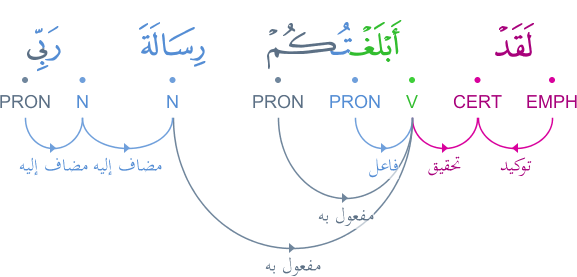 لَقَدۡ أَبۡلَغۡتُكُمۡ رِسَالَةَ رَبِّي
EMPH CERT V PRON PRON N N PRON
توكيد تحقيق فاعل مضاف إليه مضاف إليه
مفعول به
مفعول به